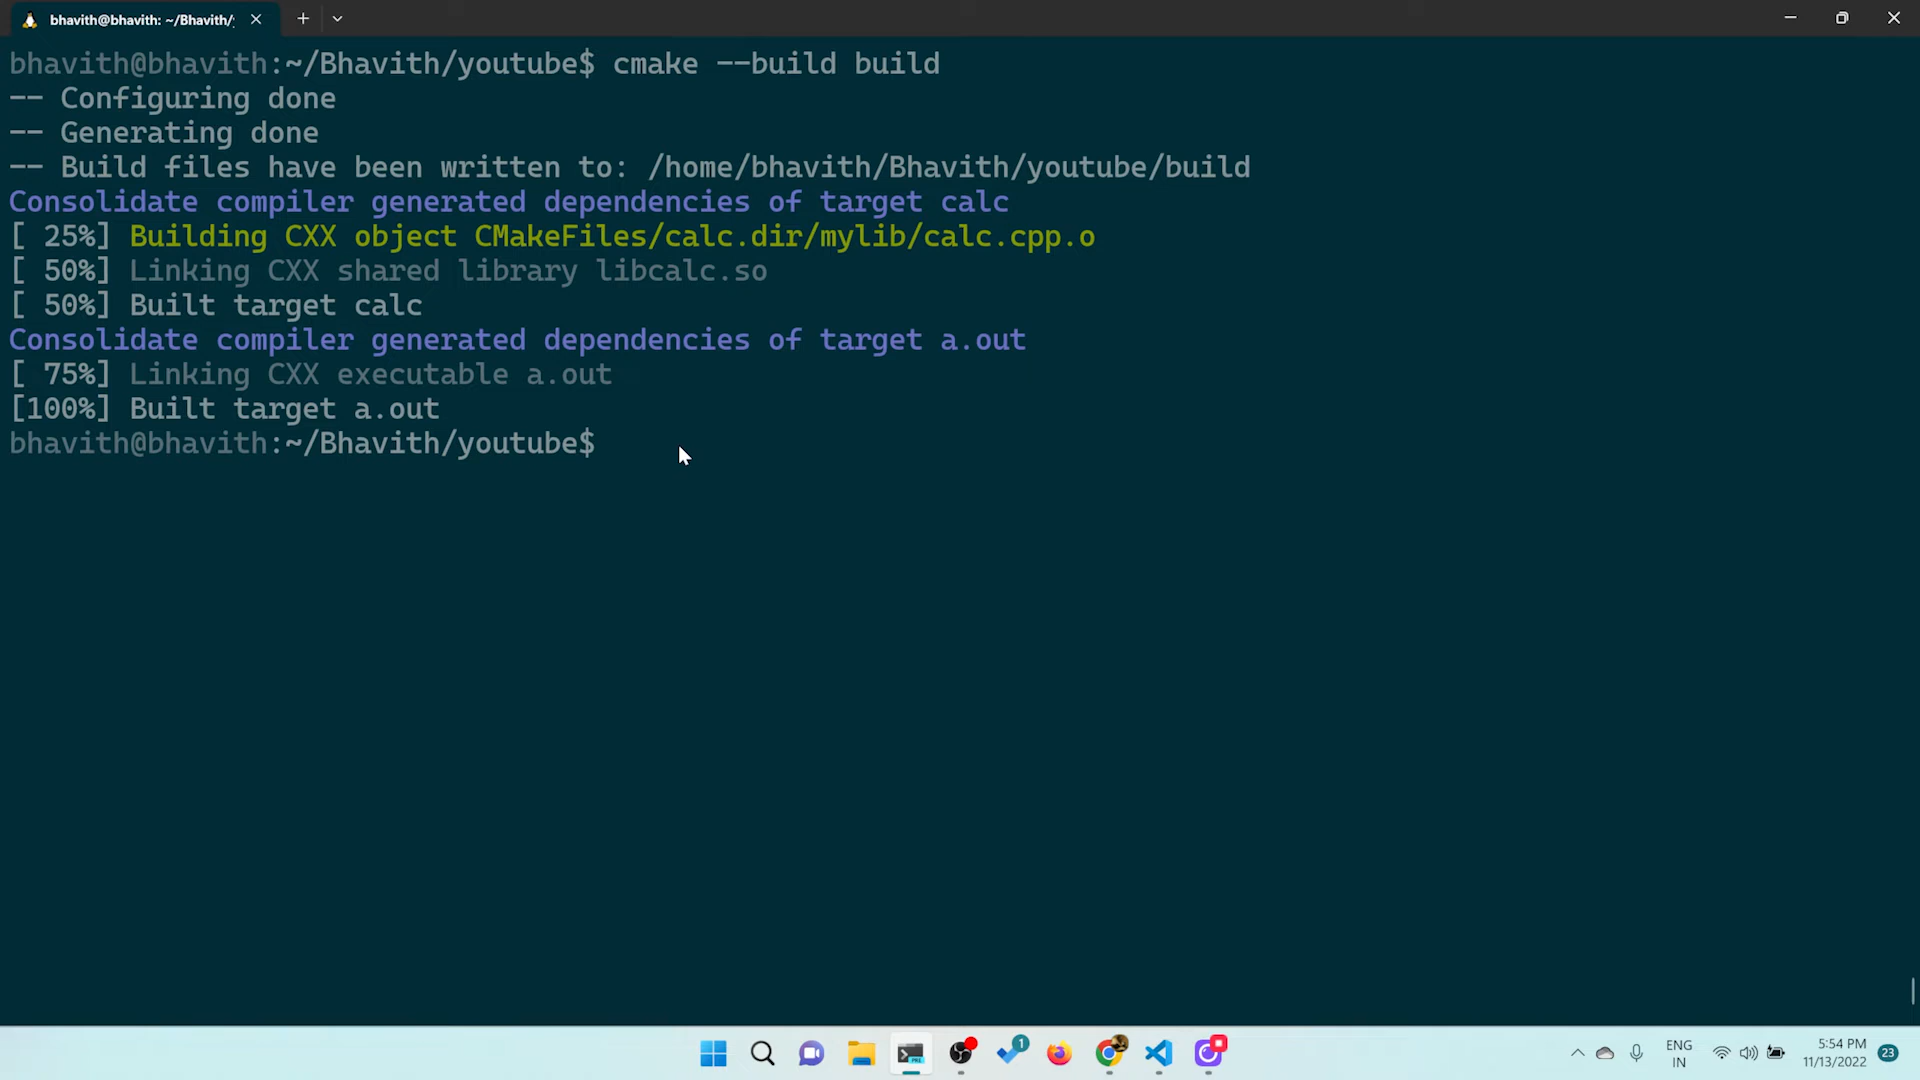 bhavith@bhavith: ~/Bhavith/y
bhavith@bhavith:~/Bhavith/youtube$ cmake --build build
-- Configuring done
-- Generating done
-- Build files have been written to: /home/bhavith/Bhavith/youtube/build
Consolidate compiler generated dependencies of target calc
[ 25%] Building CXX object CMakeFiles/calc.dir/mylib/calc.cpp.o
[ 50%] Linking CXX shared library libcalc.so
[ 50%] Built target calc
Consolidate compiler generated dependencies of target a.out
[ 75%] Linking CXX executable a.out
[100%] Built target a.out
bhavith@bhavith:~/Bhavith/youtube$
PRE
1
ENG
IN
5:54 PM
11/13/2022
23